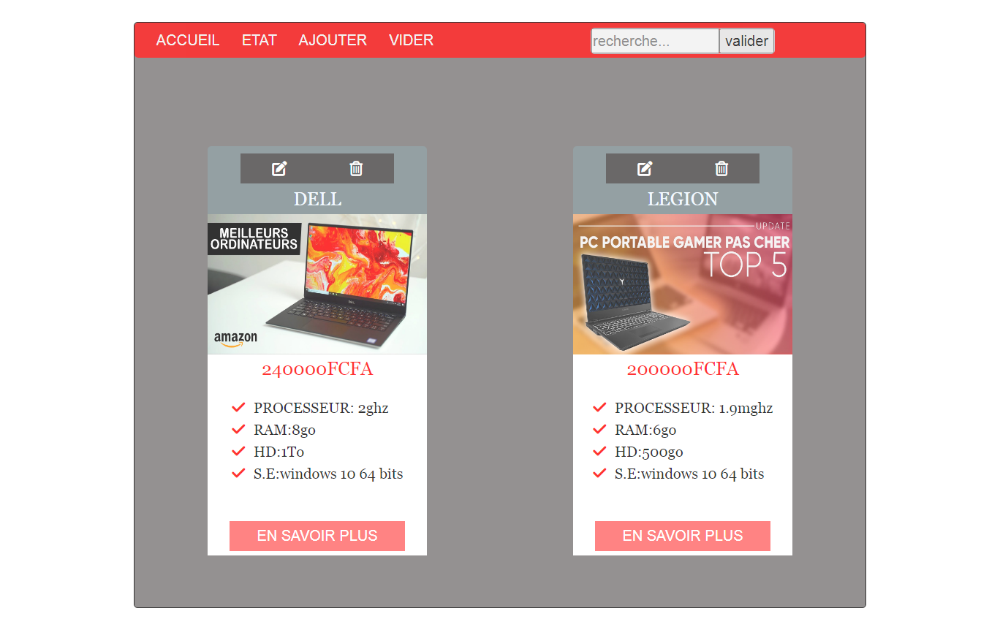 ACCUEIL ETAT AJOUTER VIDER recherche... valider
DELL
MEILLEURS
ORDINATEURS
amazon
240000FCFA
PROCESSEUR: 2ghz
RAM:8go
HD:1To
S.E:windows 10 64 bits
EN SAVOIR PLUS
LEGION
UPDATE
PC PORTABLE GAMER PAS CHER
TOP 5
200000FCFA
PROCESSEUR: 1.9mghz
RAM:6go
HD:500go
S.E:windows 10 64 bits
EN SAVOIR PLUS